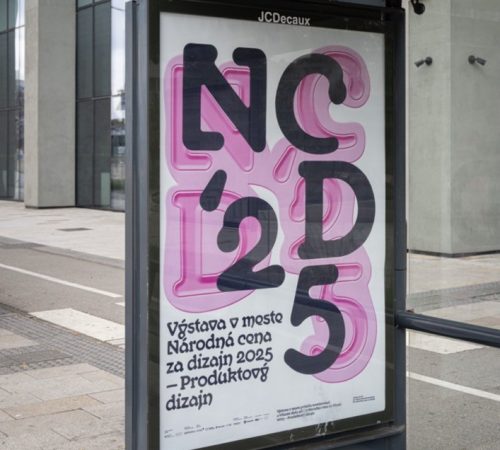 JCDecaux
NC
D
'25
Výstava v meste
Národná cena
za dizajn 2025
– Produktový
dizajn